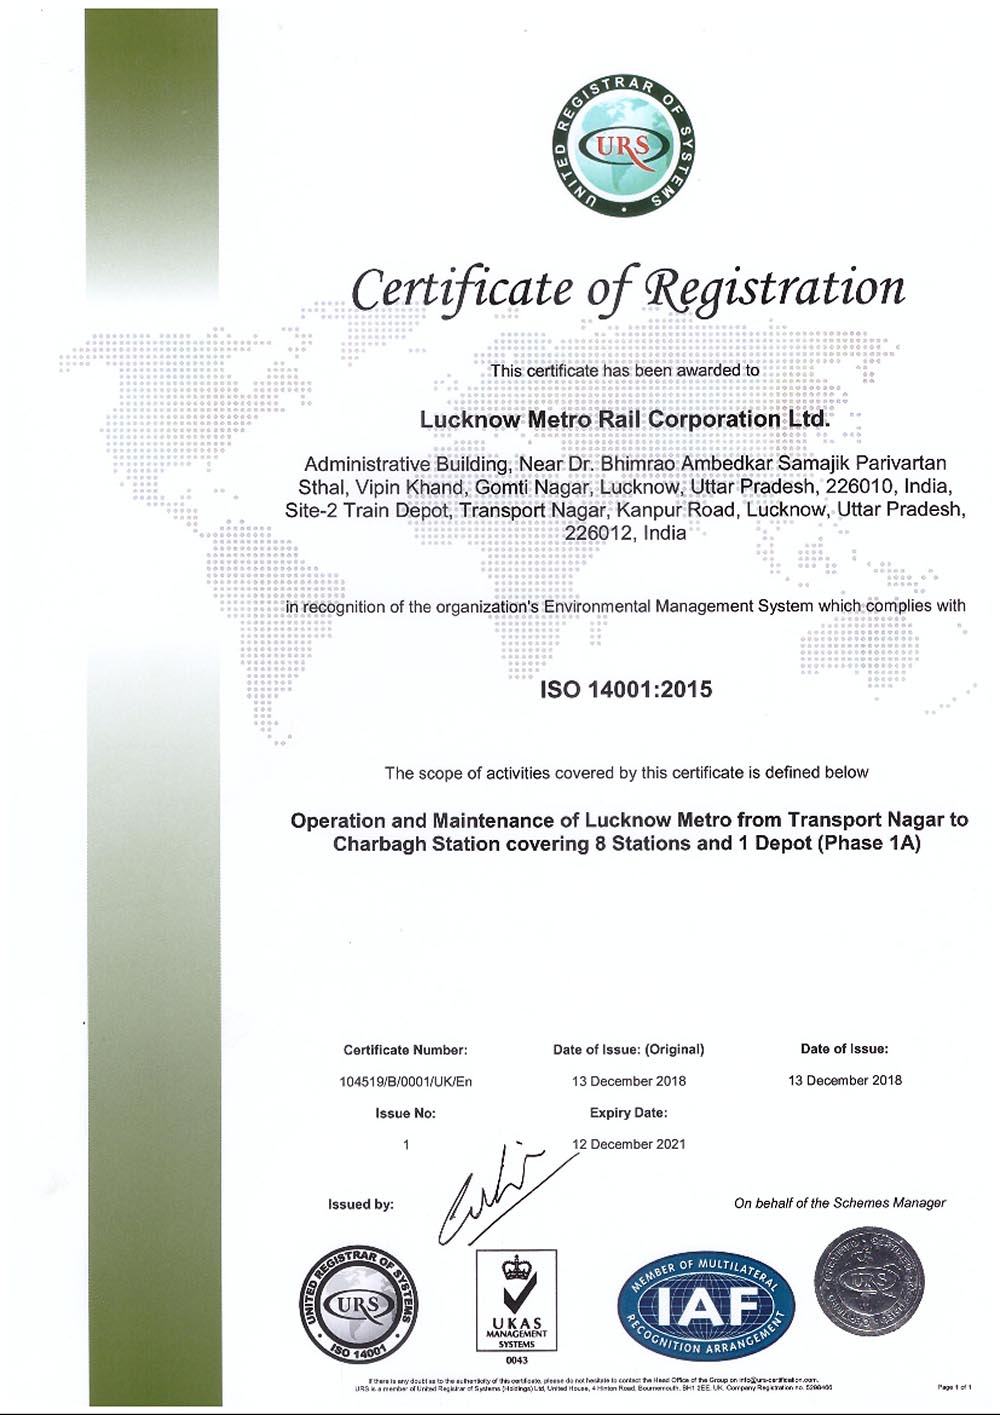 UNITED REGISTRAR OF SYSTEMS
URS
Certificate of Registration
This certificate has been awarded to
Lucknow Metro Rail Corporation Ltd.
Administrative Building, Near Dr. Bhimrao Ambedkar Samajik Parivartan
Sthal, Vipin Khand, Gomti Nagar, Lucknow, Uttar Pradesh, 226010, India,
Site-2 Train Depot, Transport Nagar, Kanpur Road, Lucknow, Uttar Pradesh,
226012, India
in recognition of the organization's Environmental Management System which complies with
ISO 14001:2015
The scope of activities covered by this certificate is defined below
Operation and Maintenance of Lucknow Metro from Transport Nagar to
Charbagh Station covering 8 Stations and 1 Depot (Phase 1A)
Certificate Number: Date of Issue: (Original) Date of Issue:
104519/B/0001/UK/En 13 December 2018 13 December 2018
Issue No: Expiry Date:
1 12 December 2021
Issued by: On behalf of the Schemes Manager
UNITED REGISTRAR OF SYSTEMS
URS
ISO 14001
UKAS
MANAGEMENT
SYSTEMS
0043
MEMBER OF MULTILATERAL
IAF
RECOGNITION ARRANGEMENT
URS
If there is any doubt as to the authenticity of this certificate, please do not hesitate to contact the Head Office of the Group on info@urs-certification.com.
URS is a member of United Registrar of Systems (Holdings) Ltd, United House, 4 Hinton Road, Bournemouth, BH1 2EE, UK. Company Registration no. 5298466
Page 1 of 1